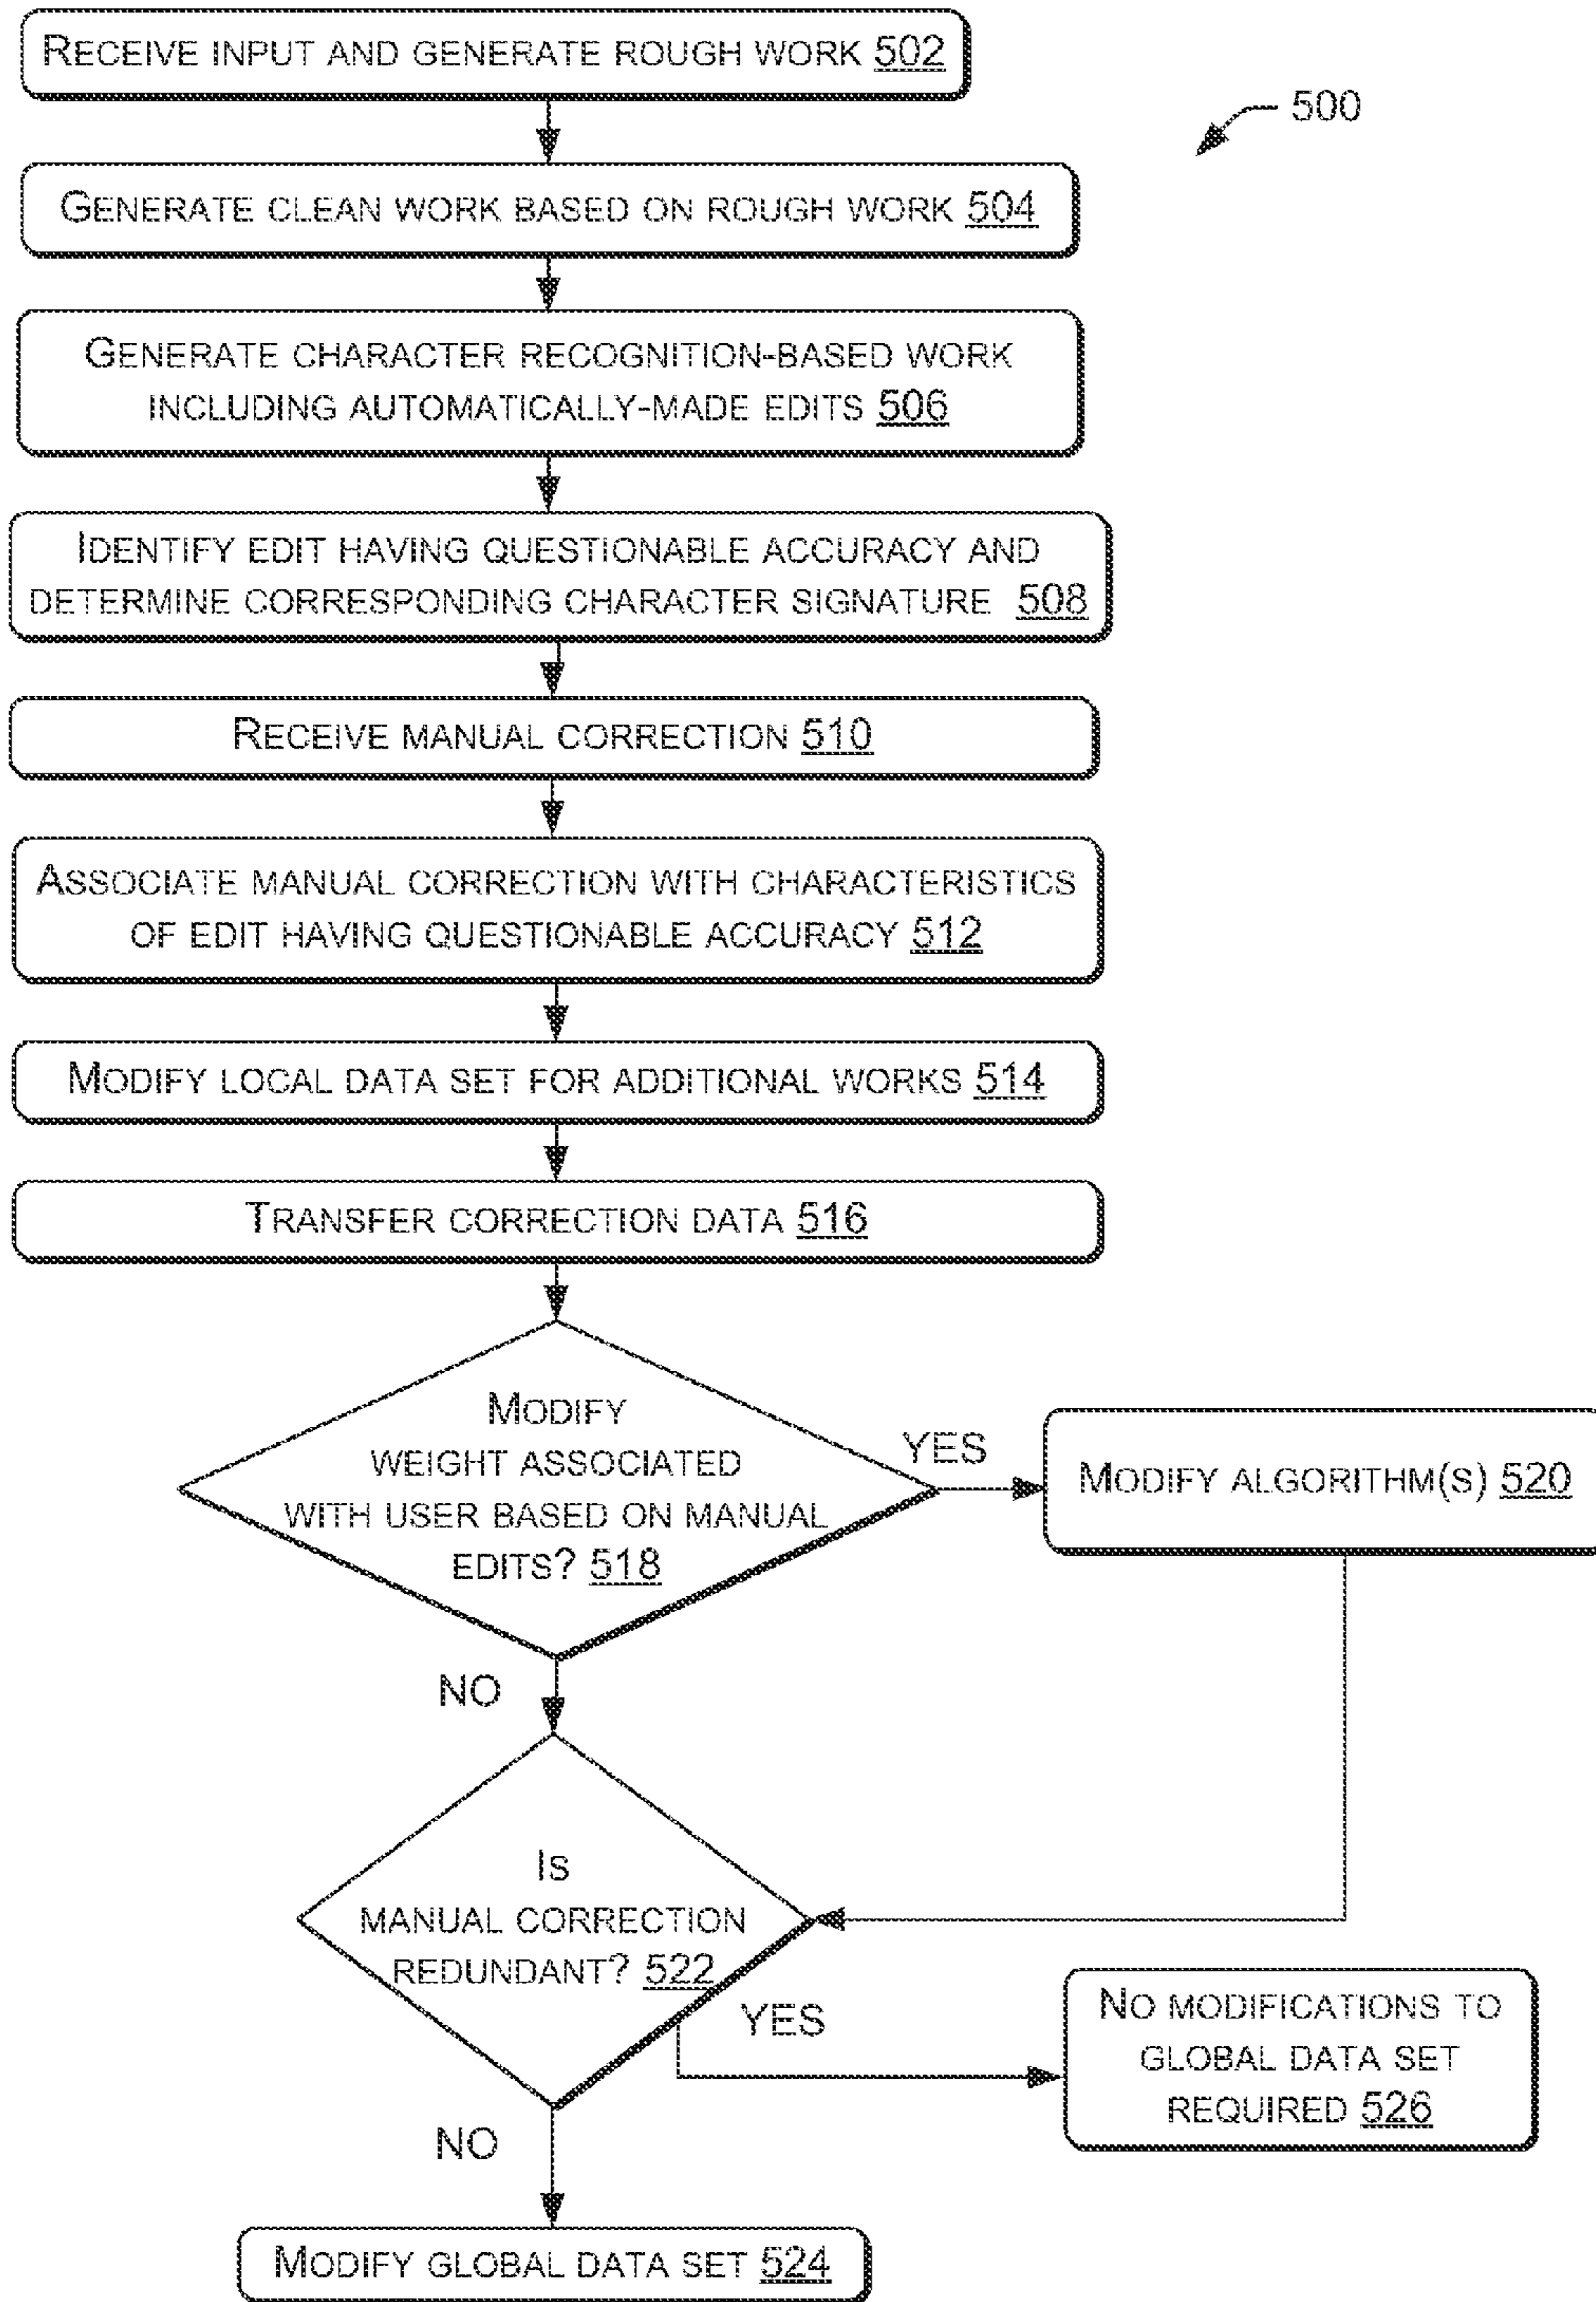 RECEIVE INPUT AND GENERATE ROUGH WORK 502
500
GENERATE CLEAN WORK BASED ON ROUGH WORK 504
GENERATE CHARACTER RECOGNITION-BASED WORK
INCLUDING AUTOMATICALLY-MADE EDITS 506
IDENTIFY EDIT HAVING QUESTIONABLE ACCURACY AND
DETERMINE CORRESPONDING CHARACTER SIGNATURE 508
RECEIVE MANUAL CORRECTION 510
ASSOCIATE MANUAL CORRECTION WITH CHARACTERISTICS
OF EDIT HAVING QUESTIONABLE ACCURACY 512
MODIFY LOCAL DATA SET FOR ADDITIONAL WORKS 514
TRANSFER CORRECTION DATA 516
MODIFY
WEIGHT ASSOCIATED
WITH USER BASED ON MANUAL
EDITS? 518
YES
MODIFY ALGORITHM(S) 520
NO
IS
MANUAL CORRECTION
REDUNDANT? 522
YES
NO MODIFICATIONS TO
GLOBAL DATA SET
REQUIRED 526
NO
MODIFY GLOBAL DATA SET 524